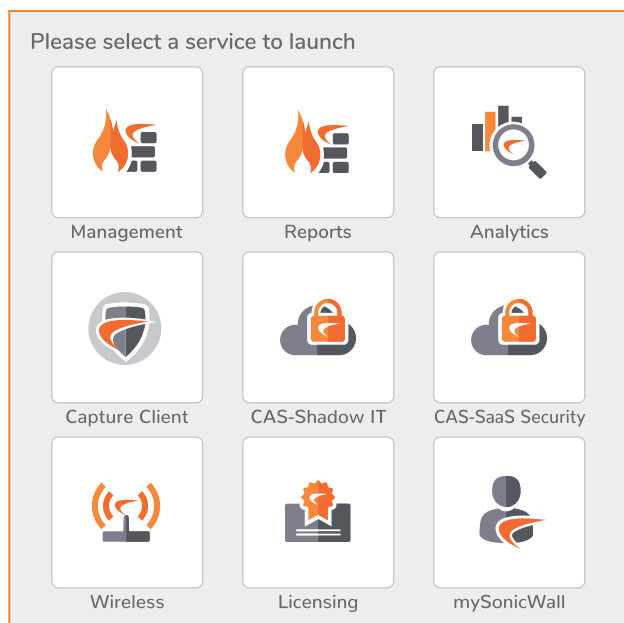 Please select a service to launch
Management
Reports
Analytics
Capture Client
CAS-Shadow IT
CAS-SaaS Security
Wireless
Licensing
mySonicWall